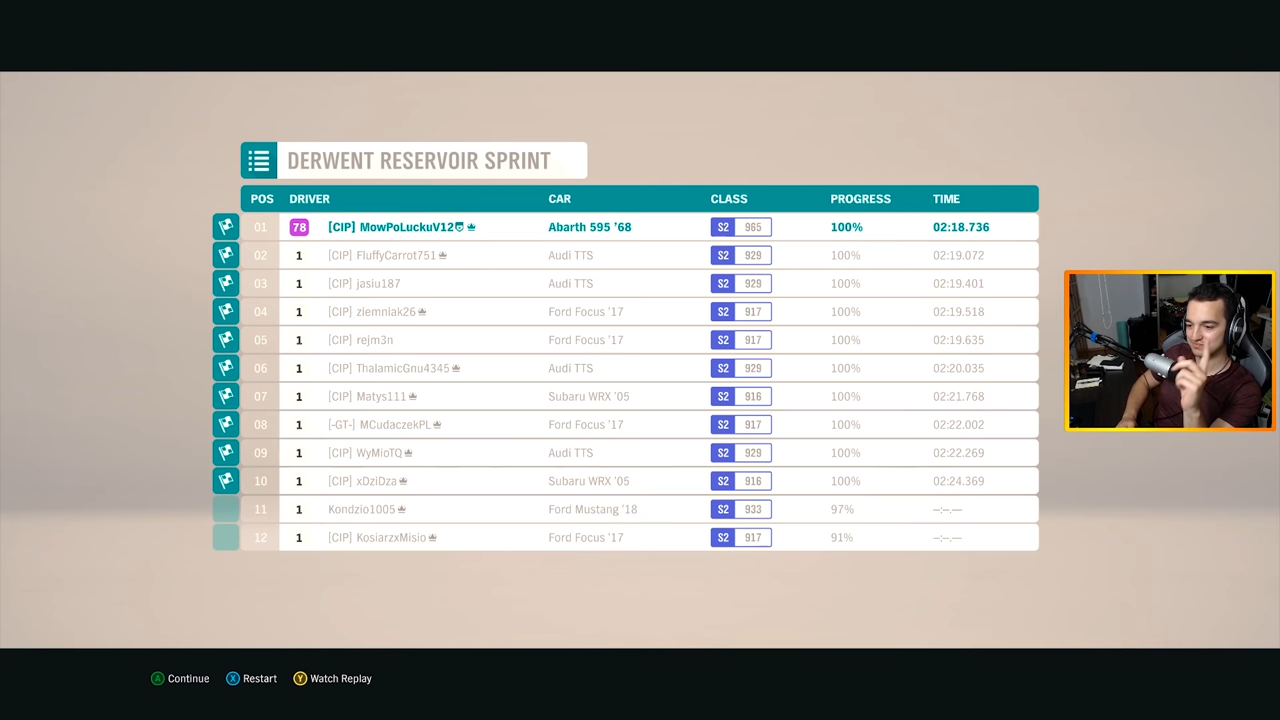 DERWENT RESERVOIR SPRINT
POS DRIVER CAR CLASS PROGRESS TIME
01 78 [CIP] MowPoLuckuV12 Abarth 595 '68 S2 965 100% 02:18.736
02 1 [CIP] FluffyCarrot751 Audi TTS S2 929 100% 02:19.072
03 1 [CIP] jasiu187 Audi TTS S2 929 100% 02:19.401
04 1 [CIP] ziemnlak26 Ford Focus '17 S2 917 100% 02:19.518
05 1 [CIP] rejm3n Ford Focus '17 S2 917 100% 02:19.635
06 1 [CIP] ThalamicGnu4345 Audi TTS S2 929 100% 02:20.035
07 1 [CIP] Matys111 Subaru WRX '05 S2 916 100% 02:21.768
08 1 [-GT-] MCudaczekPL Ford Focus '17 S2 917 100% 02:22.002
09 1 [CIP] WyMioTQ Audi TTS S2 929 100% 02:22.269
10 1 [CIP] xDziDza Subaru WRX '05 S2 916 100% 02:24.369
11 1 Kondzio1005 Ford Mustang '18 S2 933 97% --:--.---
12 1 [CIP] KosiarzxMisio Ford Focus '17 S2 917 91% --:--.---
A Continue X Restart Y Watch Replay